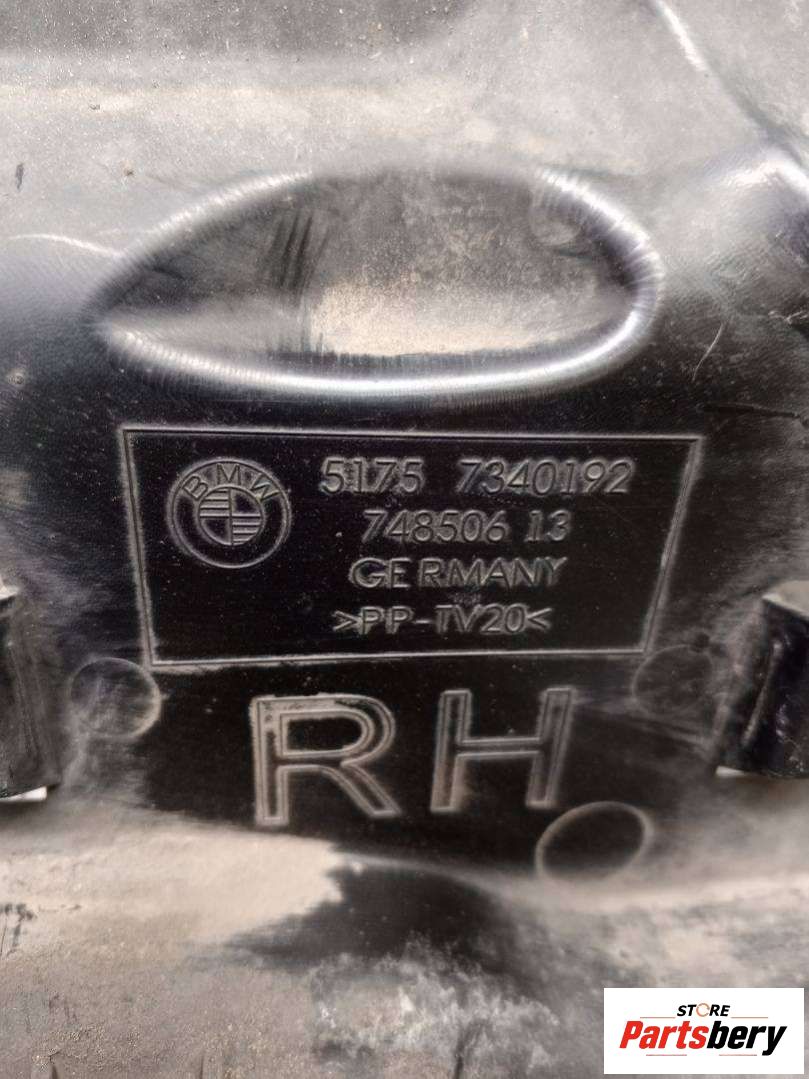 BMW
5175 7340192
748506 13
GERMANY
>PP-TV20<
RH
STORE
Partsbery